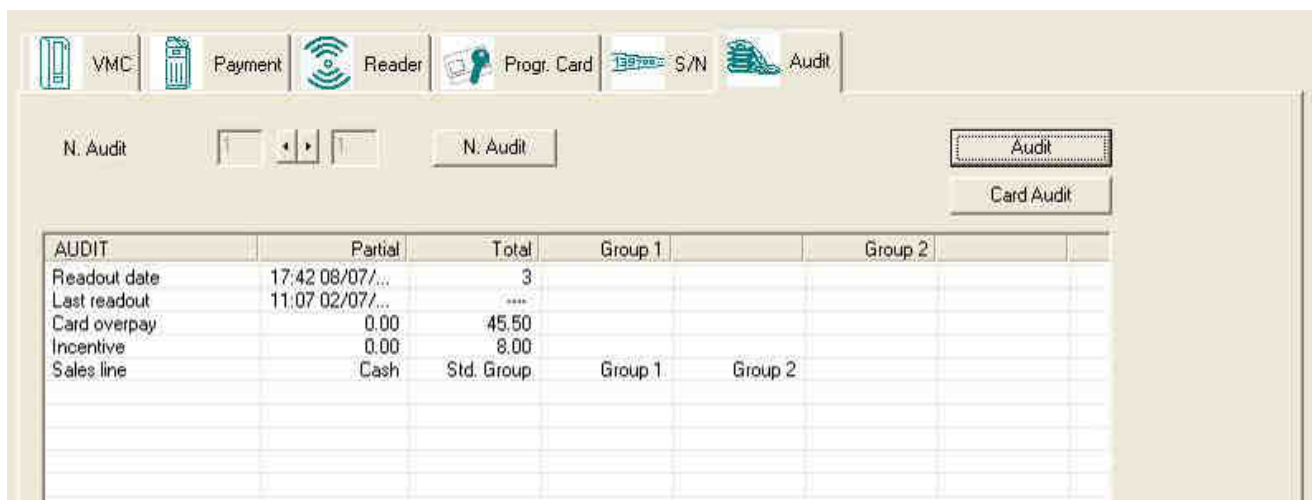 VMC Payment Reader Progr. Card S/N Audit
N. Audit 1 1 N. Audit Audit
Card Audit
AUDIT Partial Total Group 1 Group 2
Readout date 17:42 08/07/... 3
Last readout 11:07 02/07/... ----
Card overpay 0.00 45.50
Incentive 0.00 8.00
Sales line Cash Std. Group Group 1 Group 2